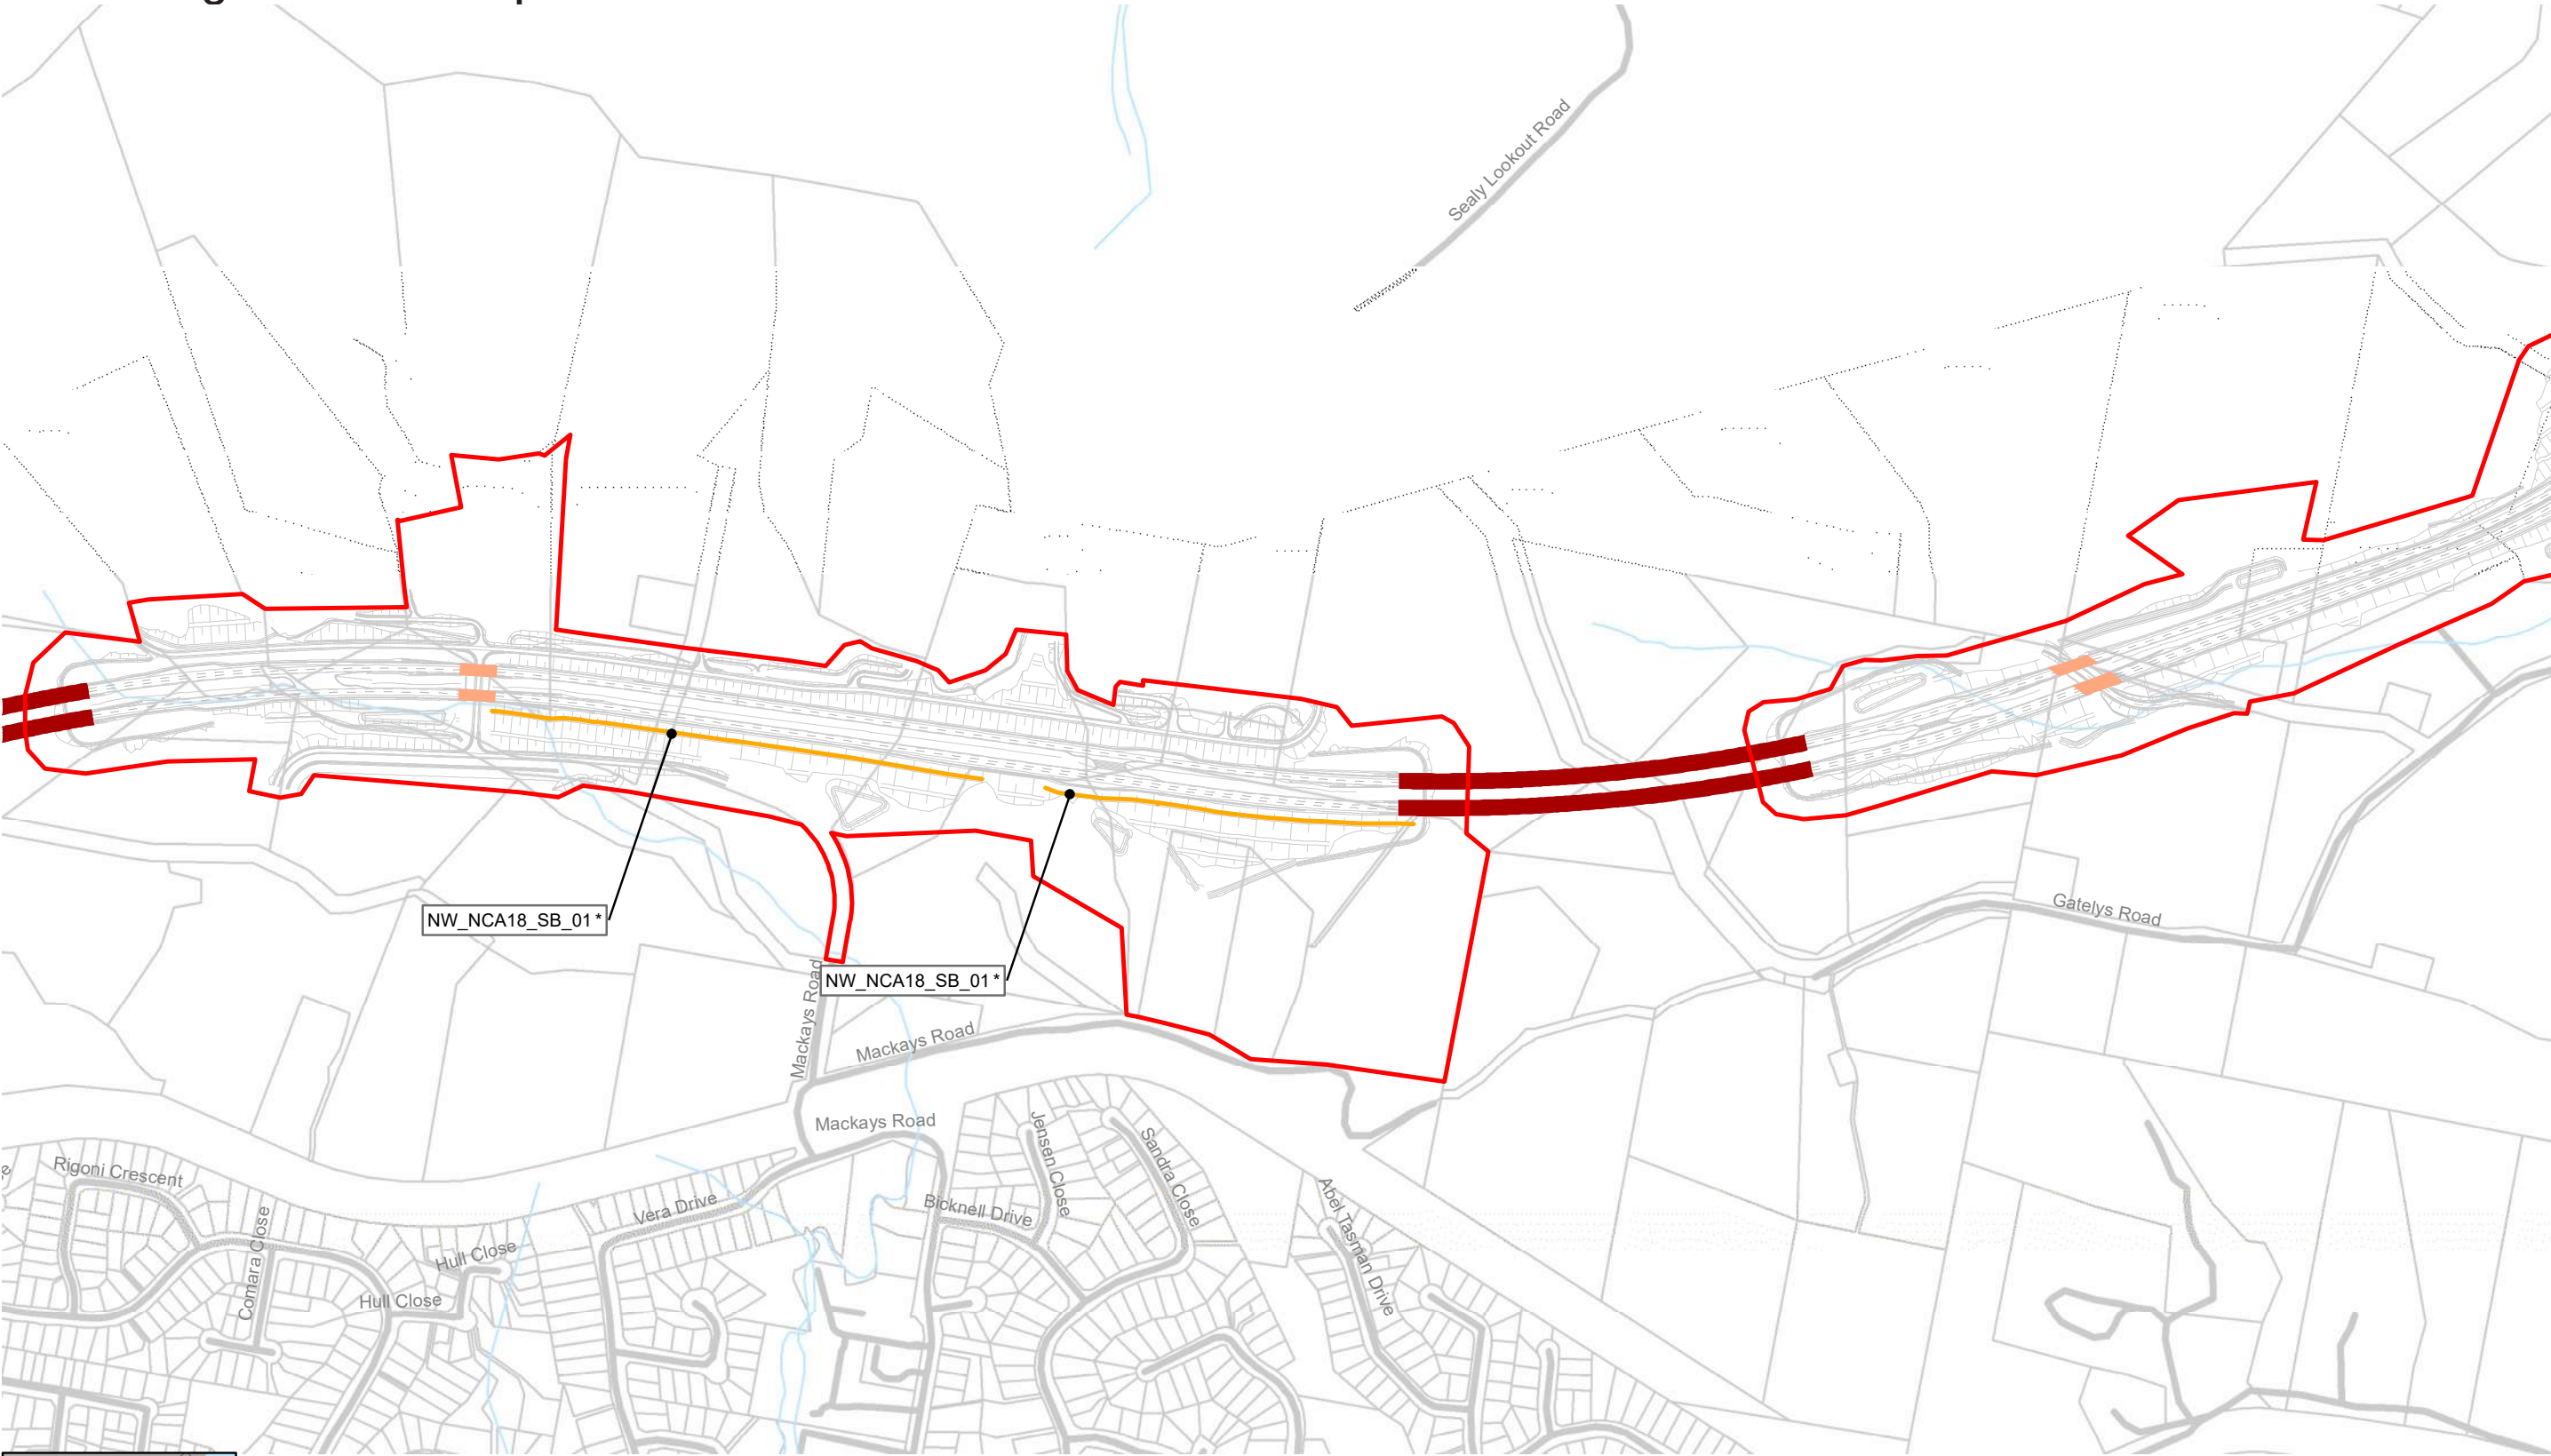 Sealy Lookout Road
NW_NCA18_SB_01*
NW_NCA18_SB_01*
Gatelys Road
Mackays Road
Mackays Road
Mackays Road
Jensen Close
Sandra Close
Rigoni Crescent
Vera Drive
Bicknell Drive
Abel Tasman Drive
Comara Close
Hull Close
Hull Close